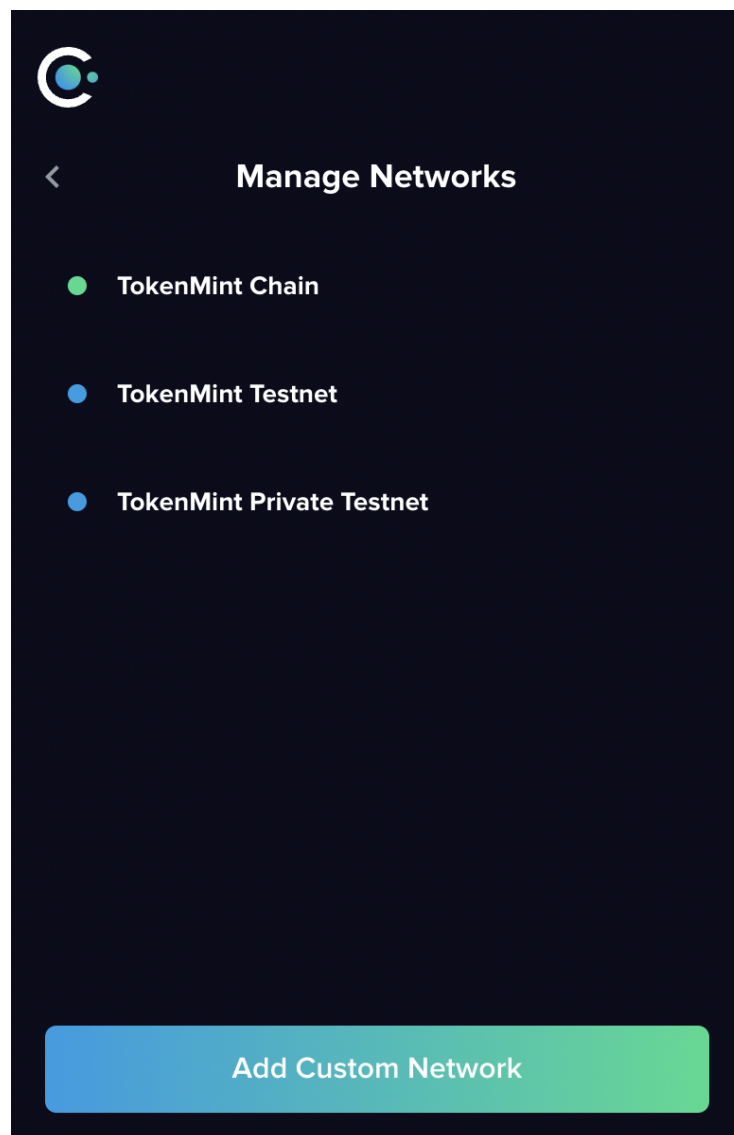 Manage Networks
TokenMint Chain
TokenMint Testnet
TokenMint Private Testnet
Add Custom Network